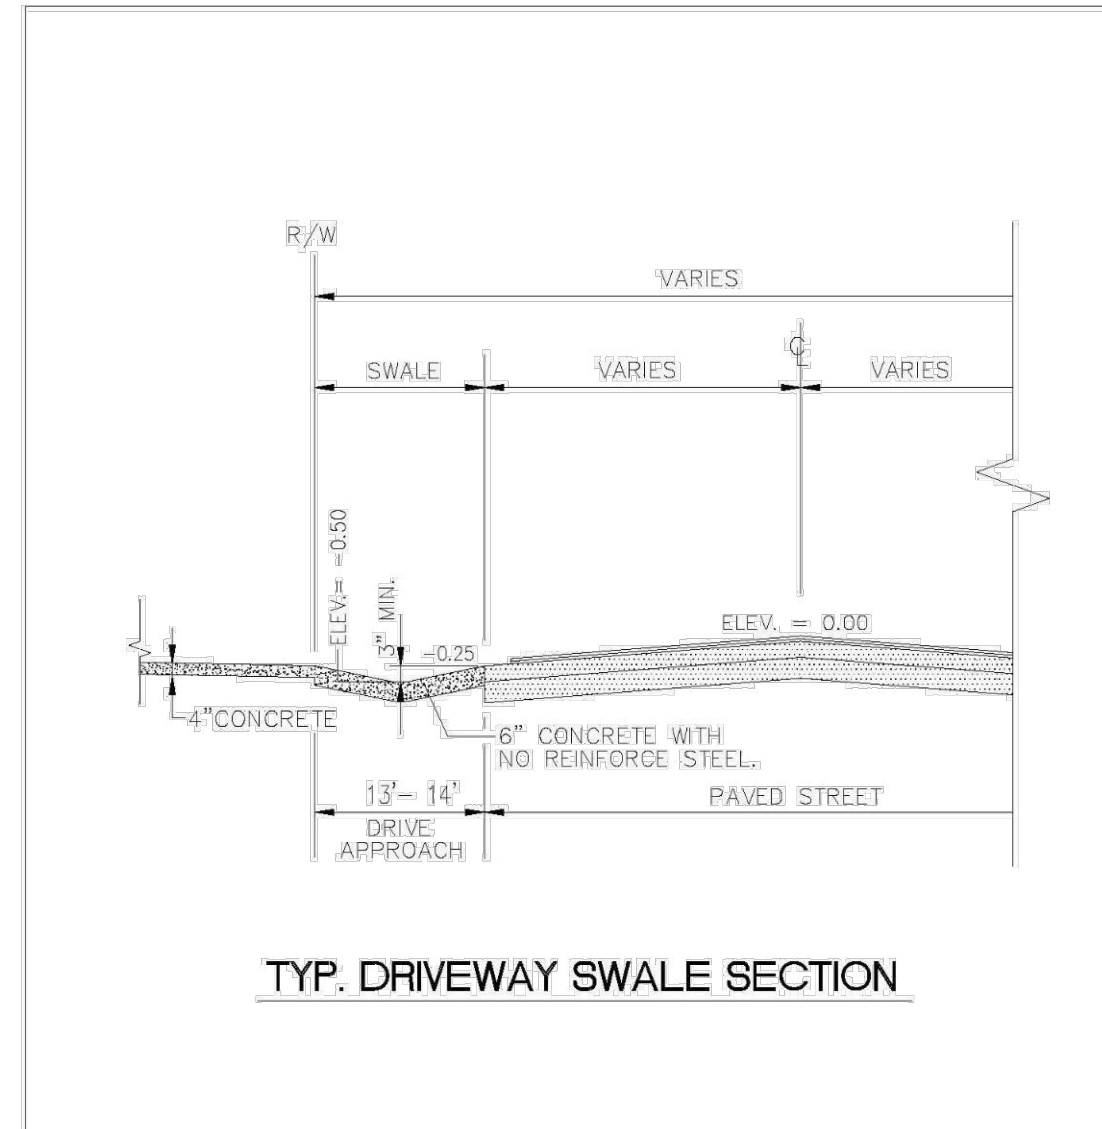 R/W
VARIES
℄
SWALE
VARIES
VARIES
ELEV.= -0.50
3" MIN.
-0.25
ELEV. = 0.00
4"CONCRETE
6" CONCRETE WITH
NO REINFORCE STEEL.
13'- 14'
DRIVE
APPROACH
PAVED STREET
TYP. DRIVEWAY SWALE SECTION